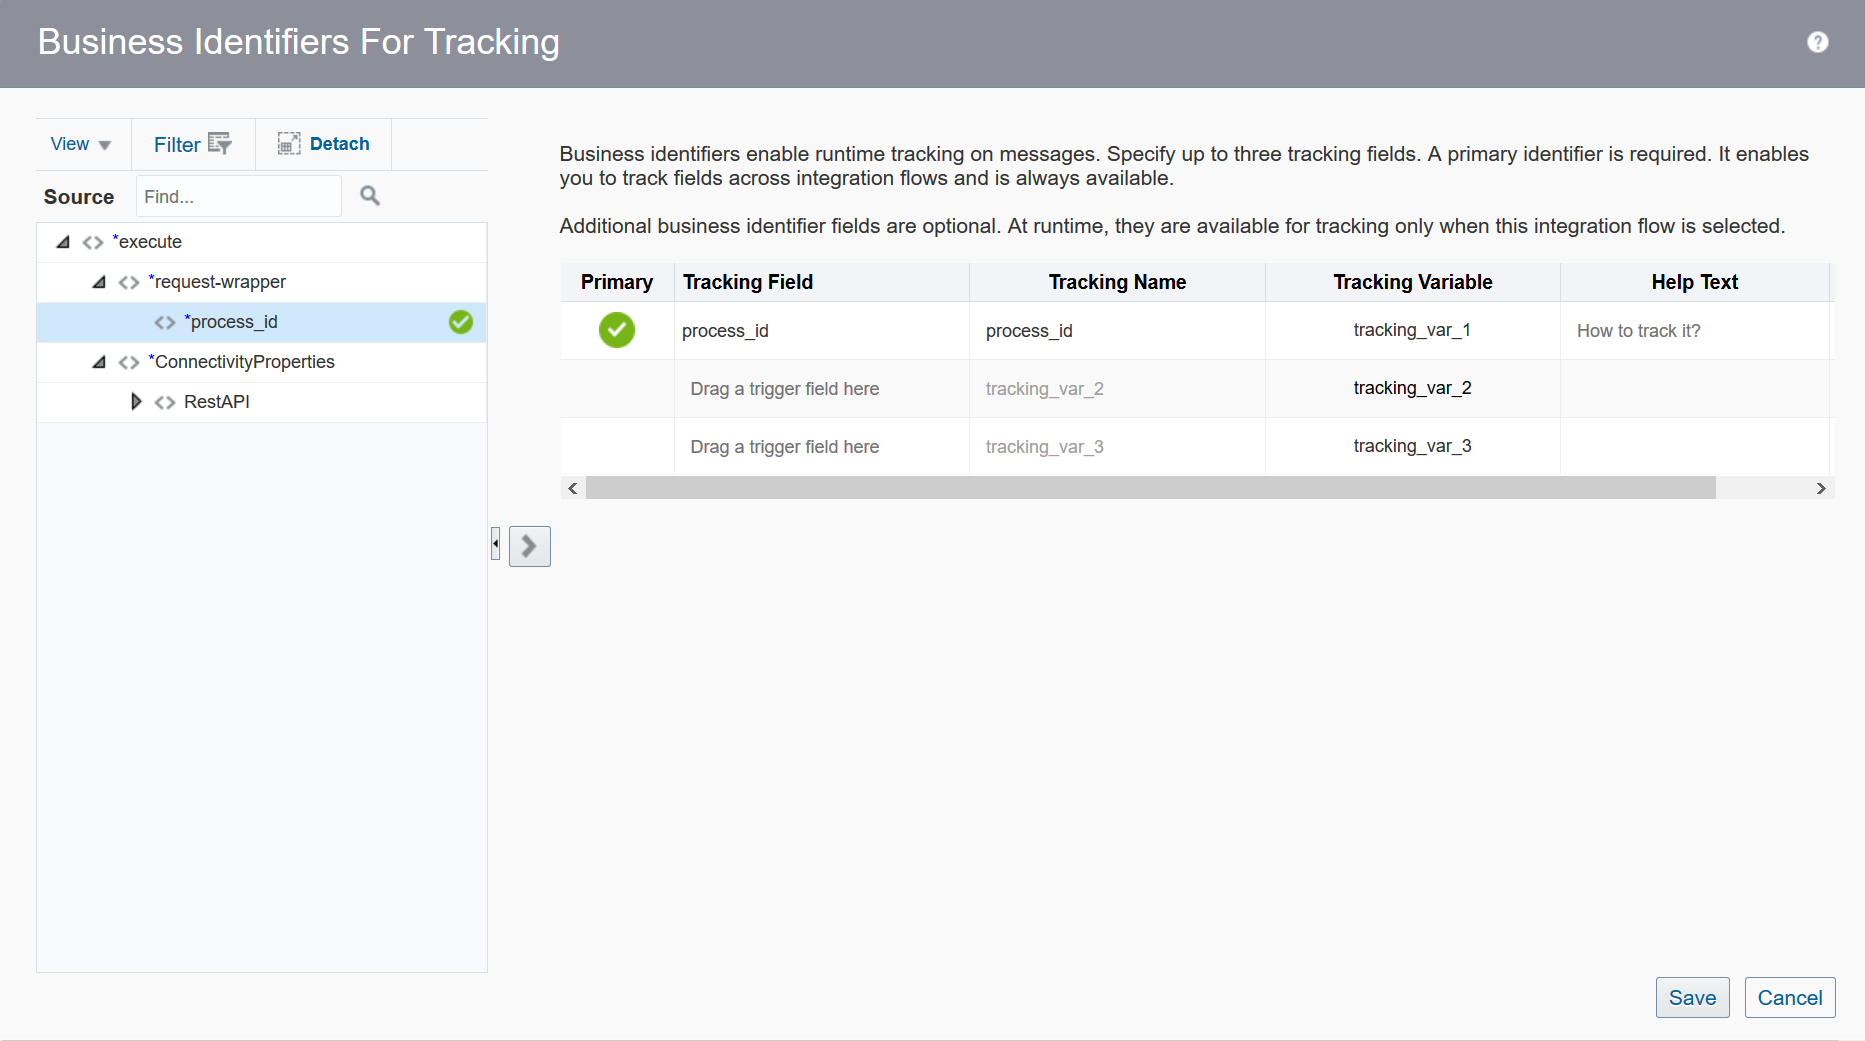 Business Identifiers For Tracking
View
Filter
Detach
Source
Find...
*execute
*request-wrapper
*process_id
*ConnectivityProperties
RestAPI
Business identifiers enable runtime tracking on messages. Specify up to three tracking fields. A primary identifier is required. It enables
you to track fields across integration flows and is always available.
Additional business identifier fields are optional. At runtime, they are available for tracking only when this integration flow is selected.
Primary Tracking Field Tracking Name Tracking Variable Help Text
process_id process_id tracking_var_1 How to track it?
Drag a trigger field here tracking_var_2 tracking_var_2
Drag a trigger field here tracking_var_3 tracking_var_3
Save Cancel